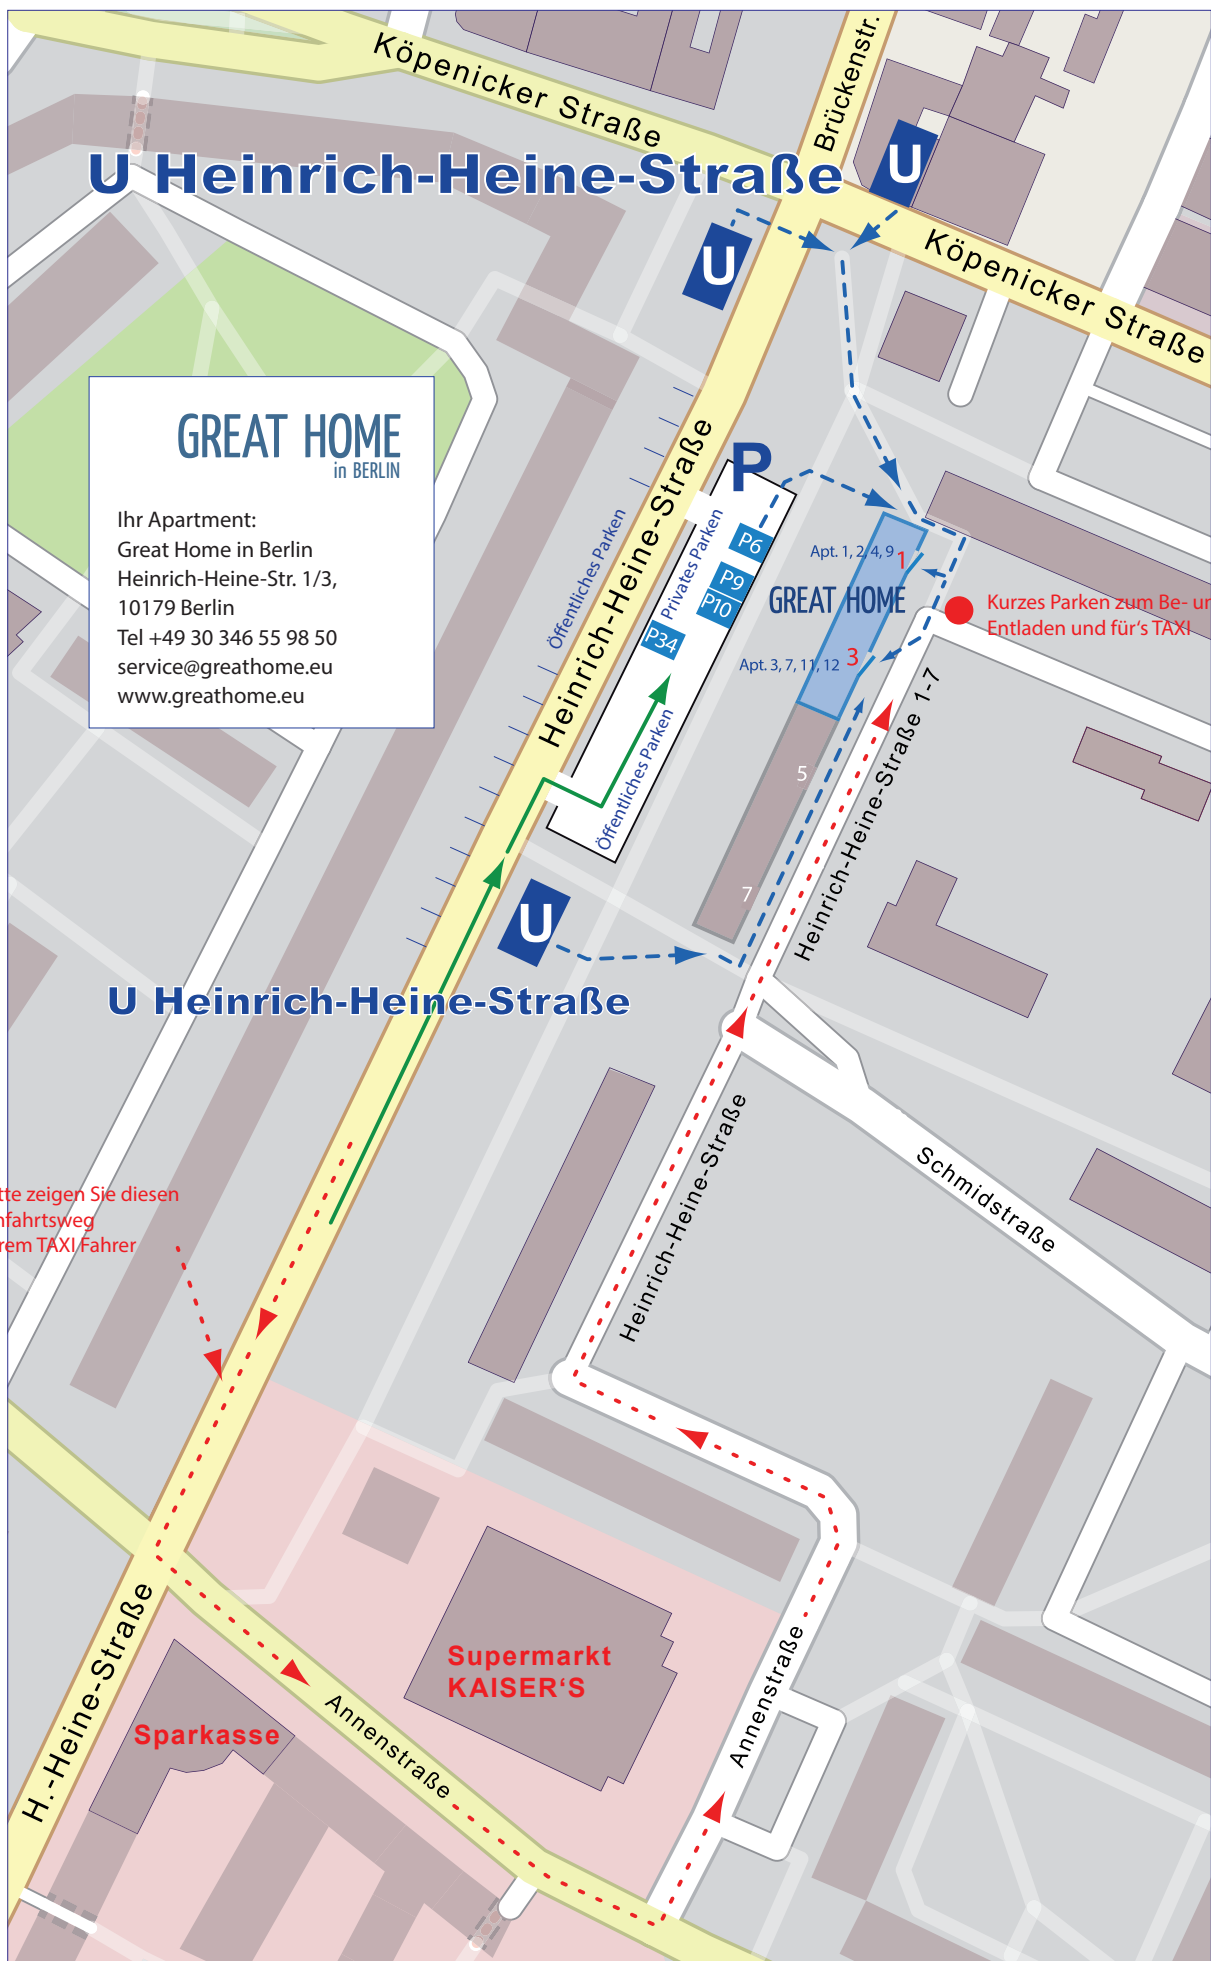 Köpenicker Straße
Brückenstr.
U Heinrich-Heine-Straße
U
U
Köpenicker Straße
GREAT HOME
in BERLIN
Ihr Apartment:
Great Home in Berlin
Heinrich-Heine-Str. 1/3,
10179 Berlin
Tel +49 30 346 55 98 50
service@greathome.eu
www.greathome.eu
Heinrich-Heine-Straße
Öffentliches Parken
P
Privates Parken
P6
P9
P10
P34
Öffentliches Parken
Apt. 1, 2, 4, 9
1
GREAT HOME
Apt. 3, 7, 11, 12
3
5
7
Kurzes Parken zum Be- un
Entladen und für‘s TAXI
Heinrich-Heine-Straße 1-7
U
U Heinrich-Heine-Straße
Heinrich-Heine-Straße
Schmidstraße
tte zeigen Sie diesen
nfahrtsweg
rem TAXI Fahrer
H.-Heine-Straße
Supermarkt
KAISER‘S
Sparkasse
Annenstraße
Annenstraße